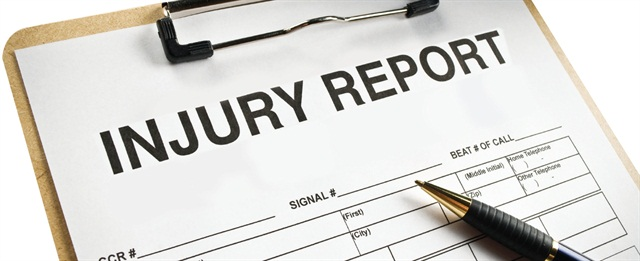 INJURY REPORT
BEAT # OF CALL
SIGNAL #
CCR #
(First)
(Middle Initial)
Home Telephone
( )
(City)
(Zip)
Other Telephone
( )